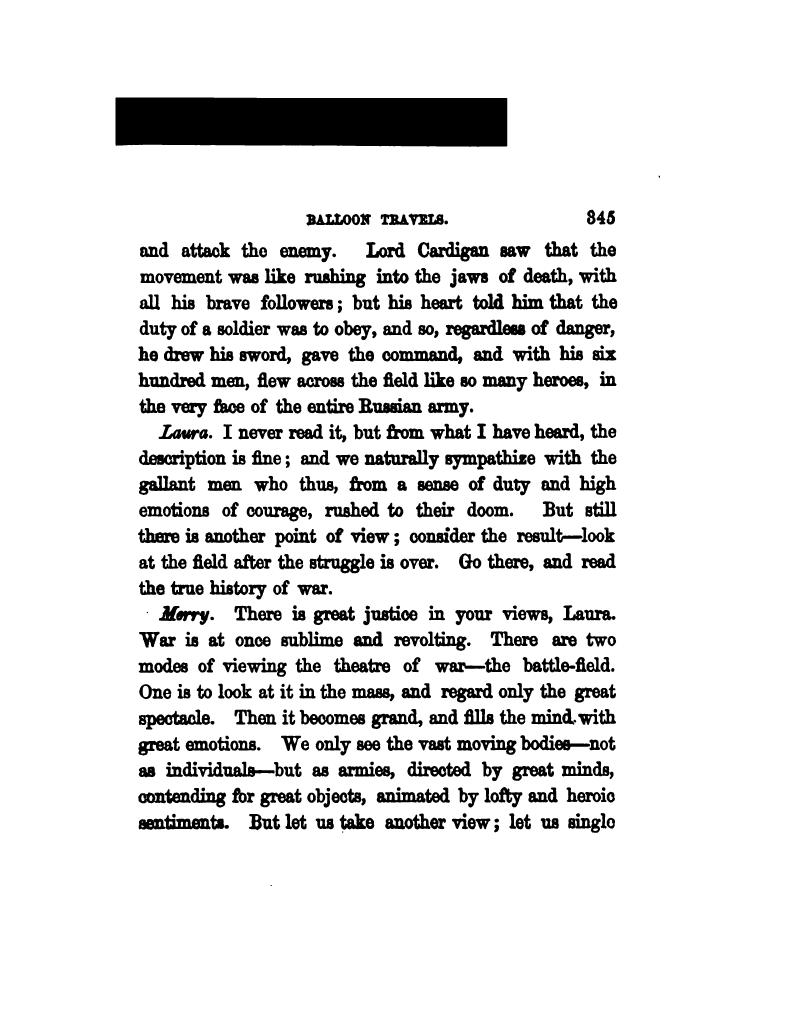 BALLOON TRAVELS. 345
and attack the enemy. Lord Cardigan saw that the
movement was like rushing into the jaws of death, with
all his brave followers; but his heart told him that the
duty of a soldier was to obey, and so, regardless of danger,
he drew his sword, gave the command, and with his six
hundred men, flew across the field like so many heroes, in
the very face of the entire Russian army.
Laura. I never read it, but from what I have heard, the
description is fine; and we naturally sympathize with the
gallant men who thus, from a sense of duty and high
emotions of courage, rushed to their doom. But still
there is another point of view; consider the result—look
at the field after the struggle is over. Go there, and read
the true history of war.
Merry. There is great justice in your views, Laura.
War is at once sublime and revolting. There are two
modes of viewing the theatre of war—the battle-field.
One is to look at it in the mass, and regard only the great
spectacle. Then it becomes grand, and fills the mind with
great emotions. We only see the vast moving bodies—not
as individuals—but as armies, directed by great minds,
contending for great objects, animated by lofty and heroic
sentiments. But let us take another view; let us single